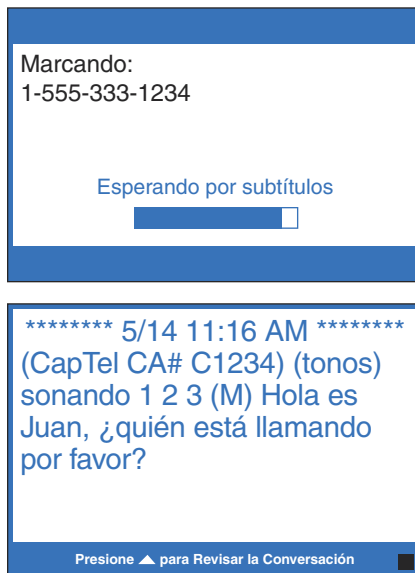 Marcando:
1-555-333-1234
Esperando por subtítulos
******** 5/14 11:16 AM ********
(CapTel CA# C1234) (tonos)
sonando 1 2 3 (M) Hola es
Juan, ¿quién está llamando
por favor?
Presione ▲ para Revisar la Conversación